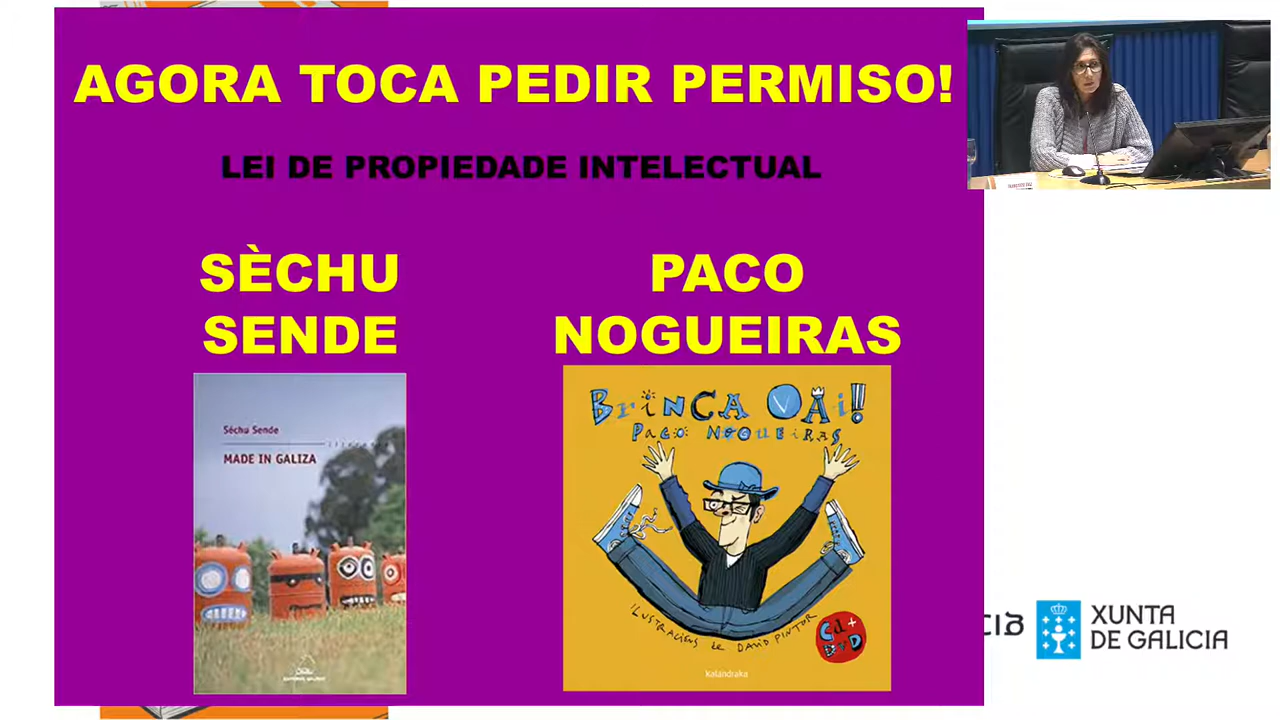 AGORA TOCA PEDIR PERMISO!
LEI DE PROPIEDADE INTELECTUAL
SÈCHU
SENDE
PACO
NOGUEIRAS
Séchu Sende
MADE IN GALIZA
BrINCA VAi!!
PACO NOGUEiRAS
iLUSTRACIÓNS de DAVID PINTOR
Cd+
DVD
Kalandraka
XUNTA
DE GALICIA